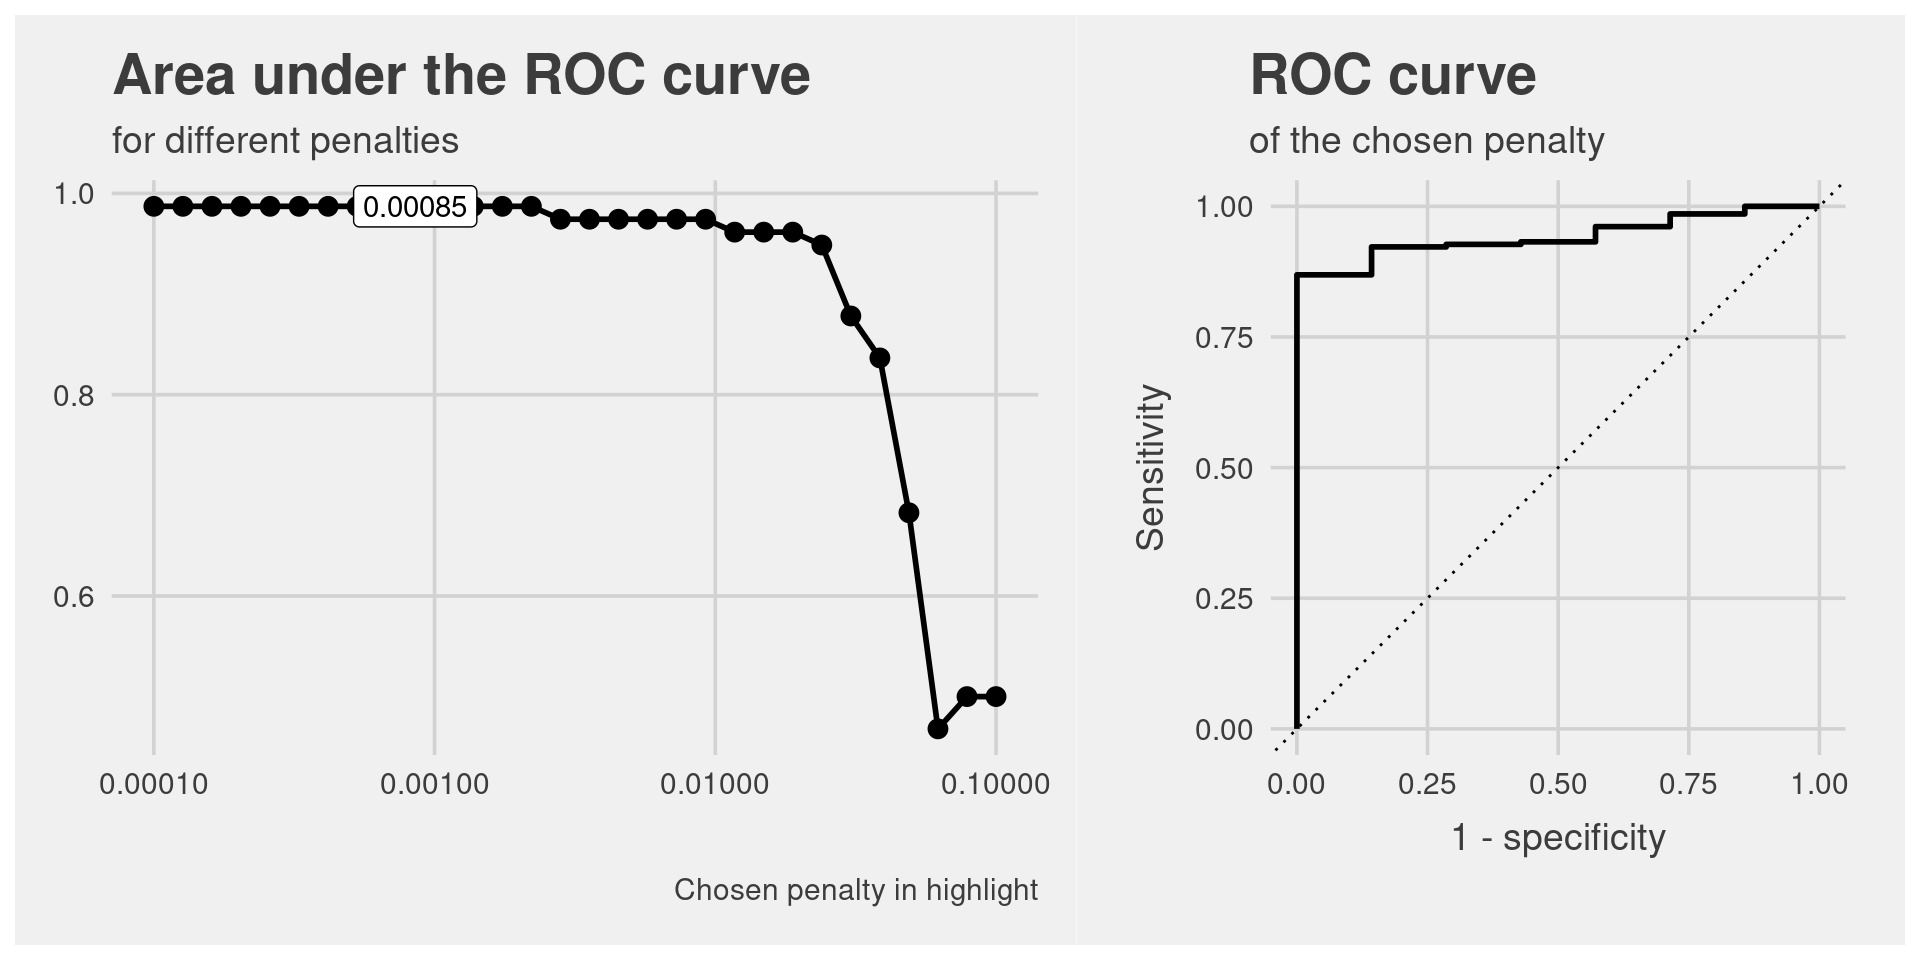 Area under the ROC curve
for different penalties
1.0
0.8
0.6
0.00085
0.00010 0.00100 0.01000 0.10000
Chosen penalty in highlight
ROC curve
of the chosen penalty
Sensitivity
1.00
0.75
0.50
0.25
0.00
0.00 0.25 0.50 0.75 1.00
1 - specificity